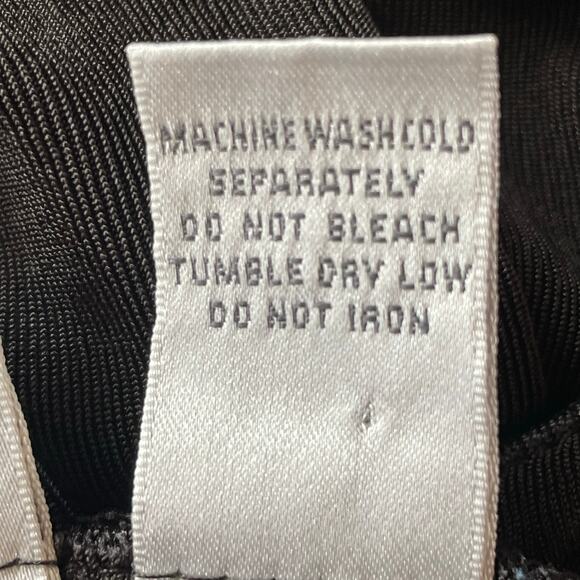 MACHINE WASH COLD
SEPARATELY
DO NOT BLEACH
TUMBLE DRY LOW
DO NOT IRON